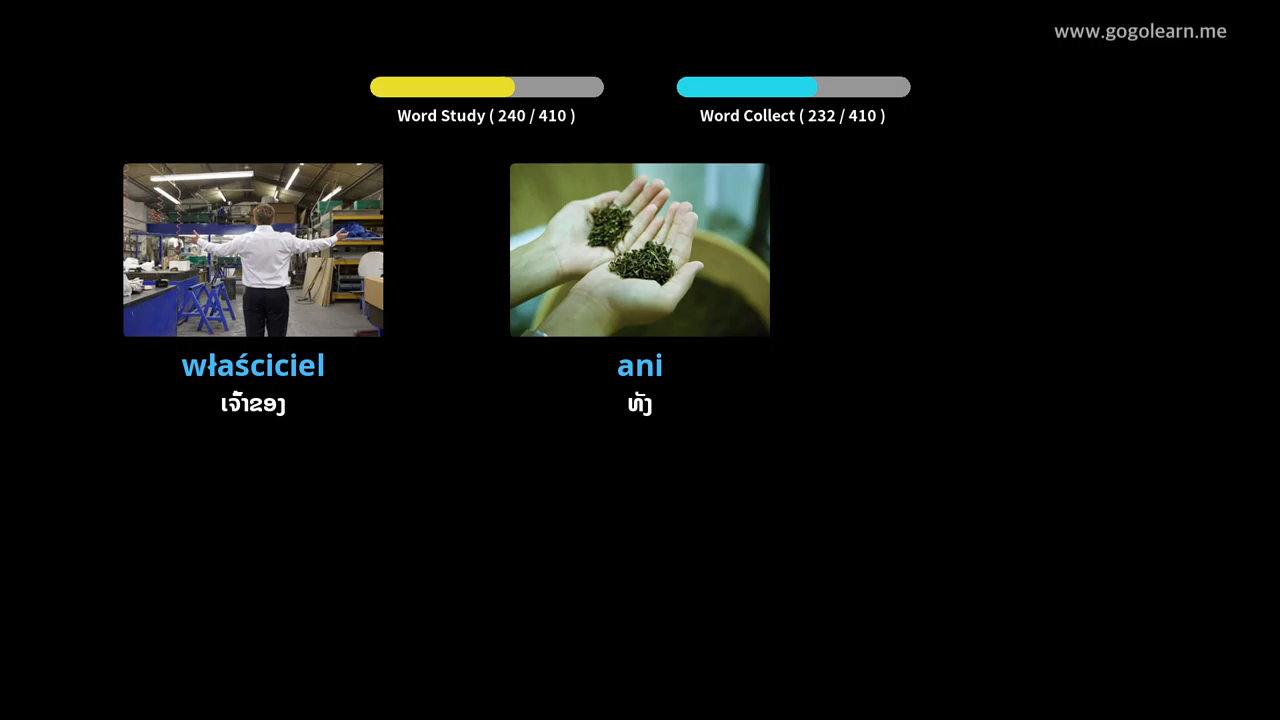 www.gogolearn.me
Word Study ( 240 / 410 )
Word Collect ( 232 / 410 )
właściciel
ani
ເຈົ້າຂອງ
ທັງ